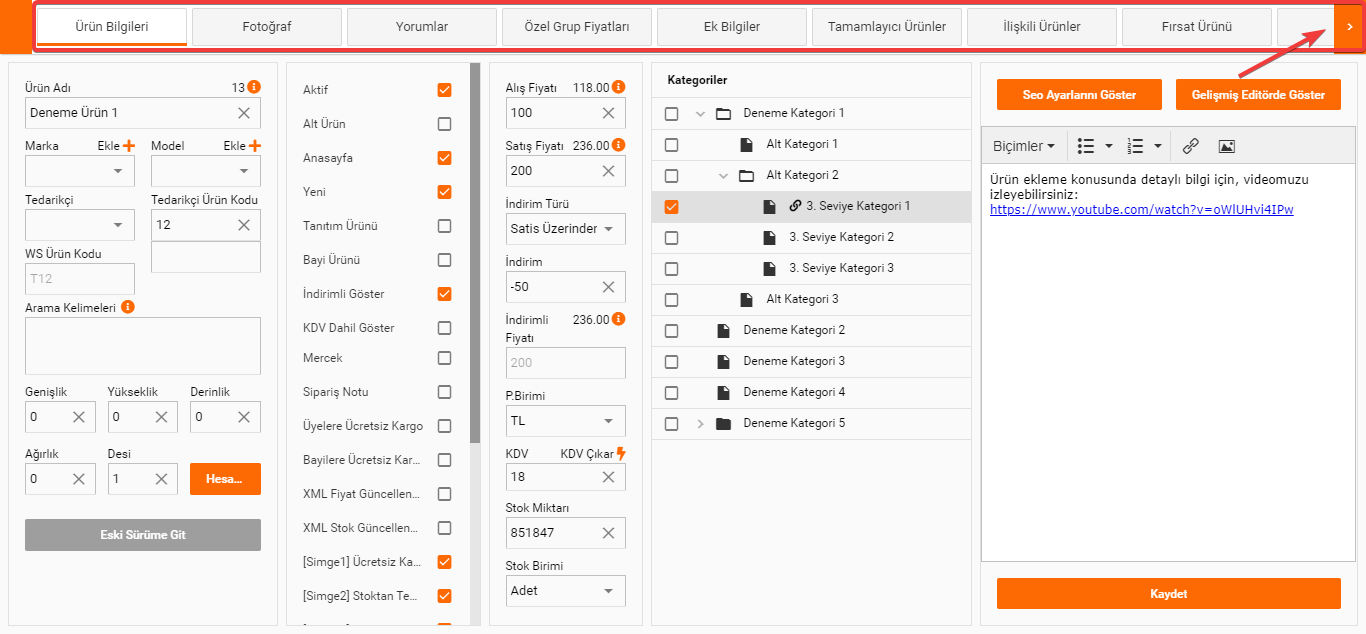 Ürün Bilgileri
Fotoğraf
Yorumlar
Özel Grup Fiyatları
Ek Bilgiler
Tamamlayıcı Ürünler
İlişkili Ürünler
Fırsat Ürünü
Ürün Adı 13
Deneme Ürün 1
Marka Ekle
Model Ekle
Tedarikçi
Tedarikçi Ürün Kodu
12
WS Ürün Kodu
T12
Arama Kelimeleri
Genişlik
Yükseklik
Derinlik
0
0
0
Ağırlık
Desi
0
1
Hesa...
Eski Sürüme Git
Aktif
Alt Ürün
Anasayfa
Yeni
Tanıtım Ürünü
Bayi Ürünü
İndirimli Göster
KDV Dahil Göster
Mercek
Sipariş Notu
Üyelere Ücretsiz Kargo
Bayilere Ücretsiz Kar...
XML Fiyat Güncellen...
XML Stok Güncellen...
[Simge1] Ücretsiz Ka...
[Simge2] Stoktan Te...
Alış Fiyatı 118.00
100
Satış Fiyatı 236.00
200
İndirim Türü
Satis Üzerinder
İndirim
-50
İndirimli 236.00
Fiyatı
200
P.Birimi
TL
KDV KDV Çıkar
18
Stok Miktarı
851847
Stok Birimi
Adet
Kategoriler
Deneme Kategori 1
Alt Kategori 1
Alt Kategori 2
3. Seviye Kategori 1
3. Seviye Kategori 2
3. Seviye Kategori 3
Alt Kategori 3
Deneme Kategori 2
Deneme Kategori 3
Deneme Kategori 4
Deneme Kategori 5
Seo Ayarlarını Göster
Gelişmiş Editörde Göster
Biçimler
Ürün ekleme konusunda detaylı bilgi için, videomuzu
izleyebilirsiniz:
https://www.youtube.com/watch?v=oWlUHvi4IPw
Kaydet